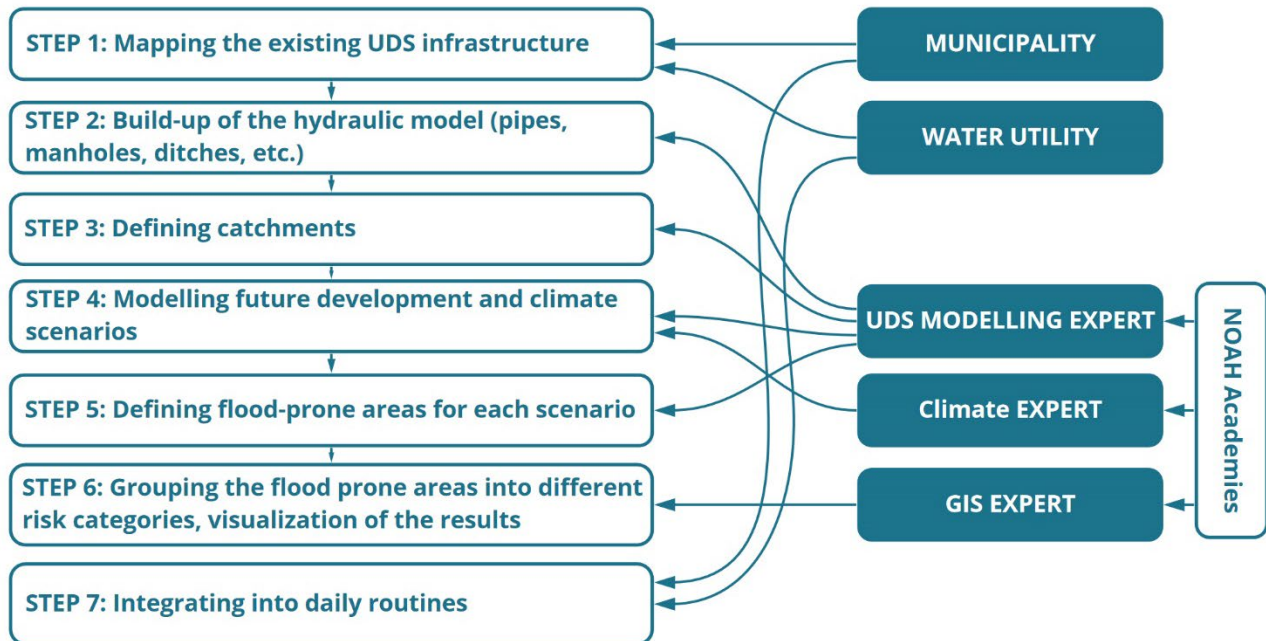 STEP 1: Mapping the existing UDS infrastructure
STEP 2: Build-up of the hydraulic model (pipes,
manholes, ditches, etc.)
STEP 3: Defining catchments
STEP 4: Modelling future development and climate
scenarios
STEP 5: Defining flood-prone areas for each scenario
STEP 6: Grouping the flood prone areas into different
risk categories, visualization of the results
STEP 7: Integrating into daily routines
MUNICIPALITY
WATER UTILITY
UDS MODELLING EXPERT
Climate EXPERT
GIS EXPERT
NOAH Academies